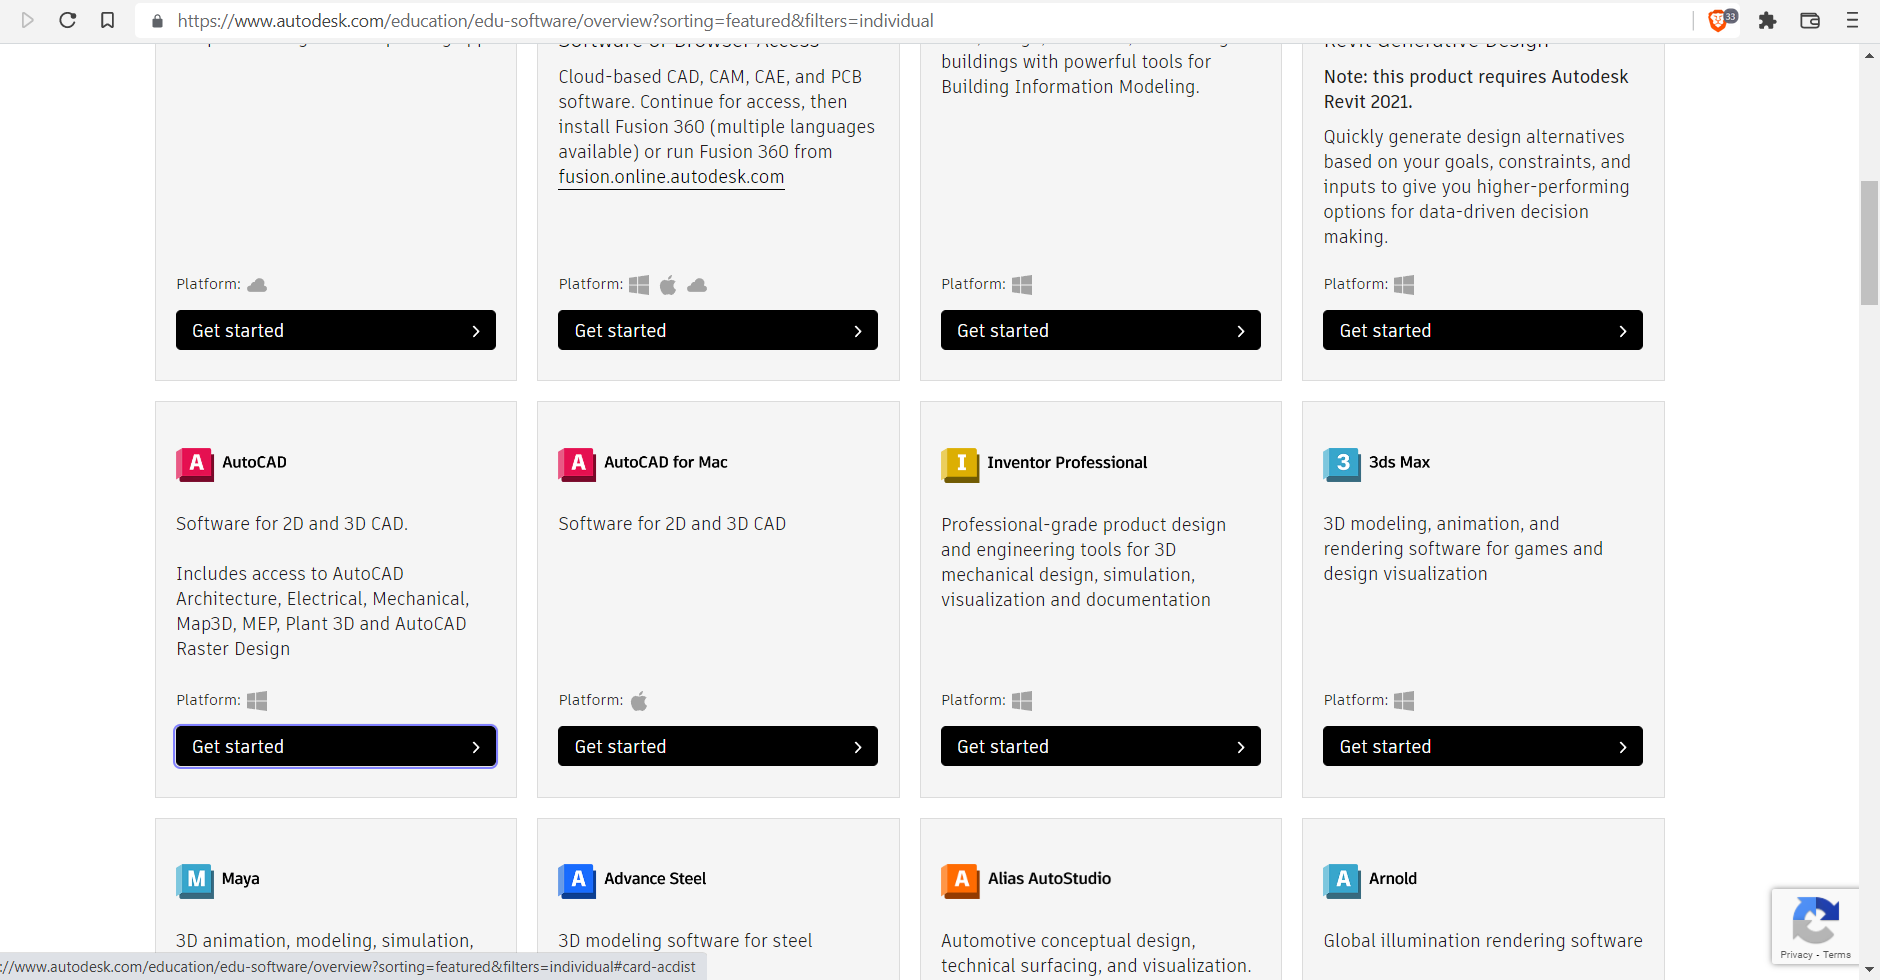 https://www.autodesk.com/education/edu-software/overview?sorting=featured&filters=individual
33
Software or Browser Access
Cloud-based CAD, CAM, CAE, and PCB
software. Continue for access, then
install Fusion 360 (multiple languages
available) or run Fusion 360 from
fusion.online.autodesk.com
buildings with powerful tools for
Building Information Modeling.
Revit Generative Design
Note: this product requires Autodesk
Revit 2021.
Quickly generate design alternatives
based on your goals, constraints, and
inputs to give you higher-performing
options for data-driven decision
making.
Platform:
Platform:
Platform:
Platform:
Get started
Get started
Get started
Get started
A AutoCAD
Software for 2D and 3D CAD.
Includes access to AutoCAD
Architecture, Electrical, Mechanical,
Map3D, MEP, Plant 3D and AutoCAD
Raster Design
Platform:
Get started
A AutoCAD for Mac
Software for 2D and 3D CAD
Platform:
Get started
I Inventor Professional
Professional-grade product design
and engineering tools for 3D
mechanical design, simulation,
visualization and documentation
Platform:
Get started
3 3ds Max
3D modeling, animation, and
rendering software for games and
design visualization
Platform:
Get started
M Maya
3D animation, modeling, simulation,
A Advance Steel
3D modeling software for steel
A Alias AutoStudio
Automotive conceptual design,
technical surfacing, and visualization.
A Arnold
Global illumination rendering software
Privacy - Terms
://www.autodesk.com/education/edu-software/overview?sorting=featured&filters=individual#card-acdist